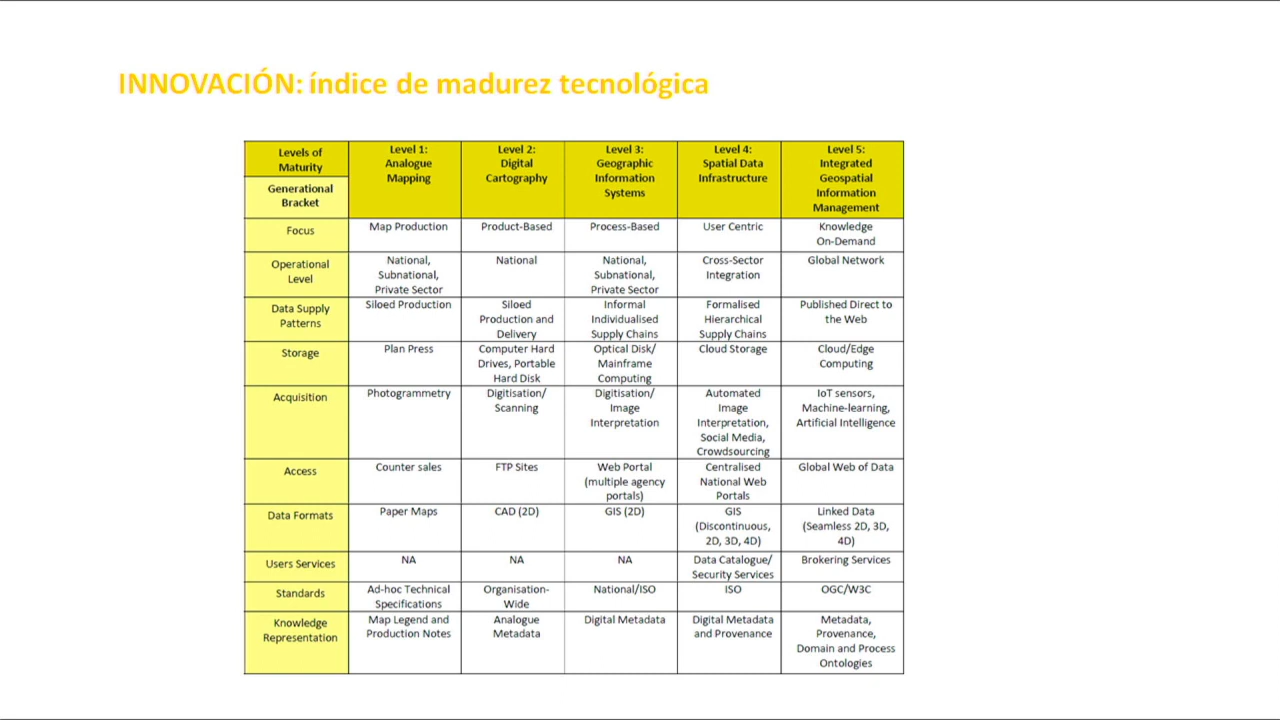 INNOVACIÓN: índice de madurez tecnológica
Levels of
Maturity
Generational
Bracket
Level 1:
Analogue
Mapping
Level 2:
Digital
Cartography
Level 3:
Geographic
Information
Systems
Level 4:
Spatial Data
Infrastructure
Level 5:
Integrated
Geospatial
Information
Management
Focus
Map Production
Product-Based
Process-Based
User Centric
Knowledge
On-Demand
Operational
Level
National,
Subnational,
Private Sector
National
National,
Subnational,
Private Sector
Cross-Sector
Integration
Global Network
Data Supply
Patterns
Siloed Production
Siloed
Production and
Delivery
Informal
Individualised
Supply Chains
Formalised
Hierarchical
Supply Chains
Published Direct to
the Web
Storage
Plan Press
Computer Hard
Drives, Portable
Hard Disk
Optical Disk/
Mainframe
Computing
Cloud Storage
Cloud/Edge
Computing
Acquisition
Photogrammetry
Digitisation/
Scanning
Digitisation/
Image
Interpretation
Automated
Image
Interpretation,
Social Media,
Crowdsourcing
IoT sensors,
Machine-learning,
Artificial Intelligence
Access
Counter sales
FTP Sites
Web Portal
(multiple agency
portals)
Centralised
National Web
Portals
Global Web of Data
Data Formats
Paper Maps
CAD (2D)
GIS (2D)
GIS
(Discontinuous,
2D, 3D, 4D)
Linked Data
(Seamless 2D, 3D,
4D)
Users Services
NA
NA
NA
Data Catalogue/
Security Services
Brokering Services
Standards
Ad-hoc Technical
Specifications
Organisation-
Wide
National/ISO
ISO
OGC/W3C
Knowledge
Representation
Map Legend and
Production Notes
Analogue
Metadata
Digital Metadata
Digital Metadata
and Provenance
Metadata,
Provenance,
Domain and Process
Ontologies